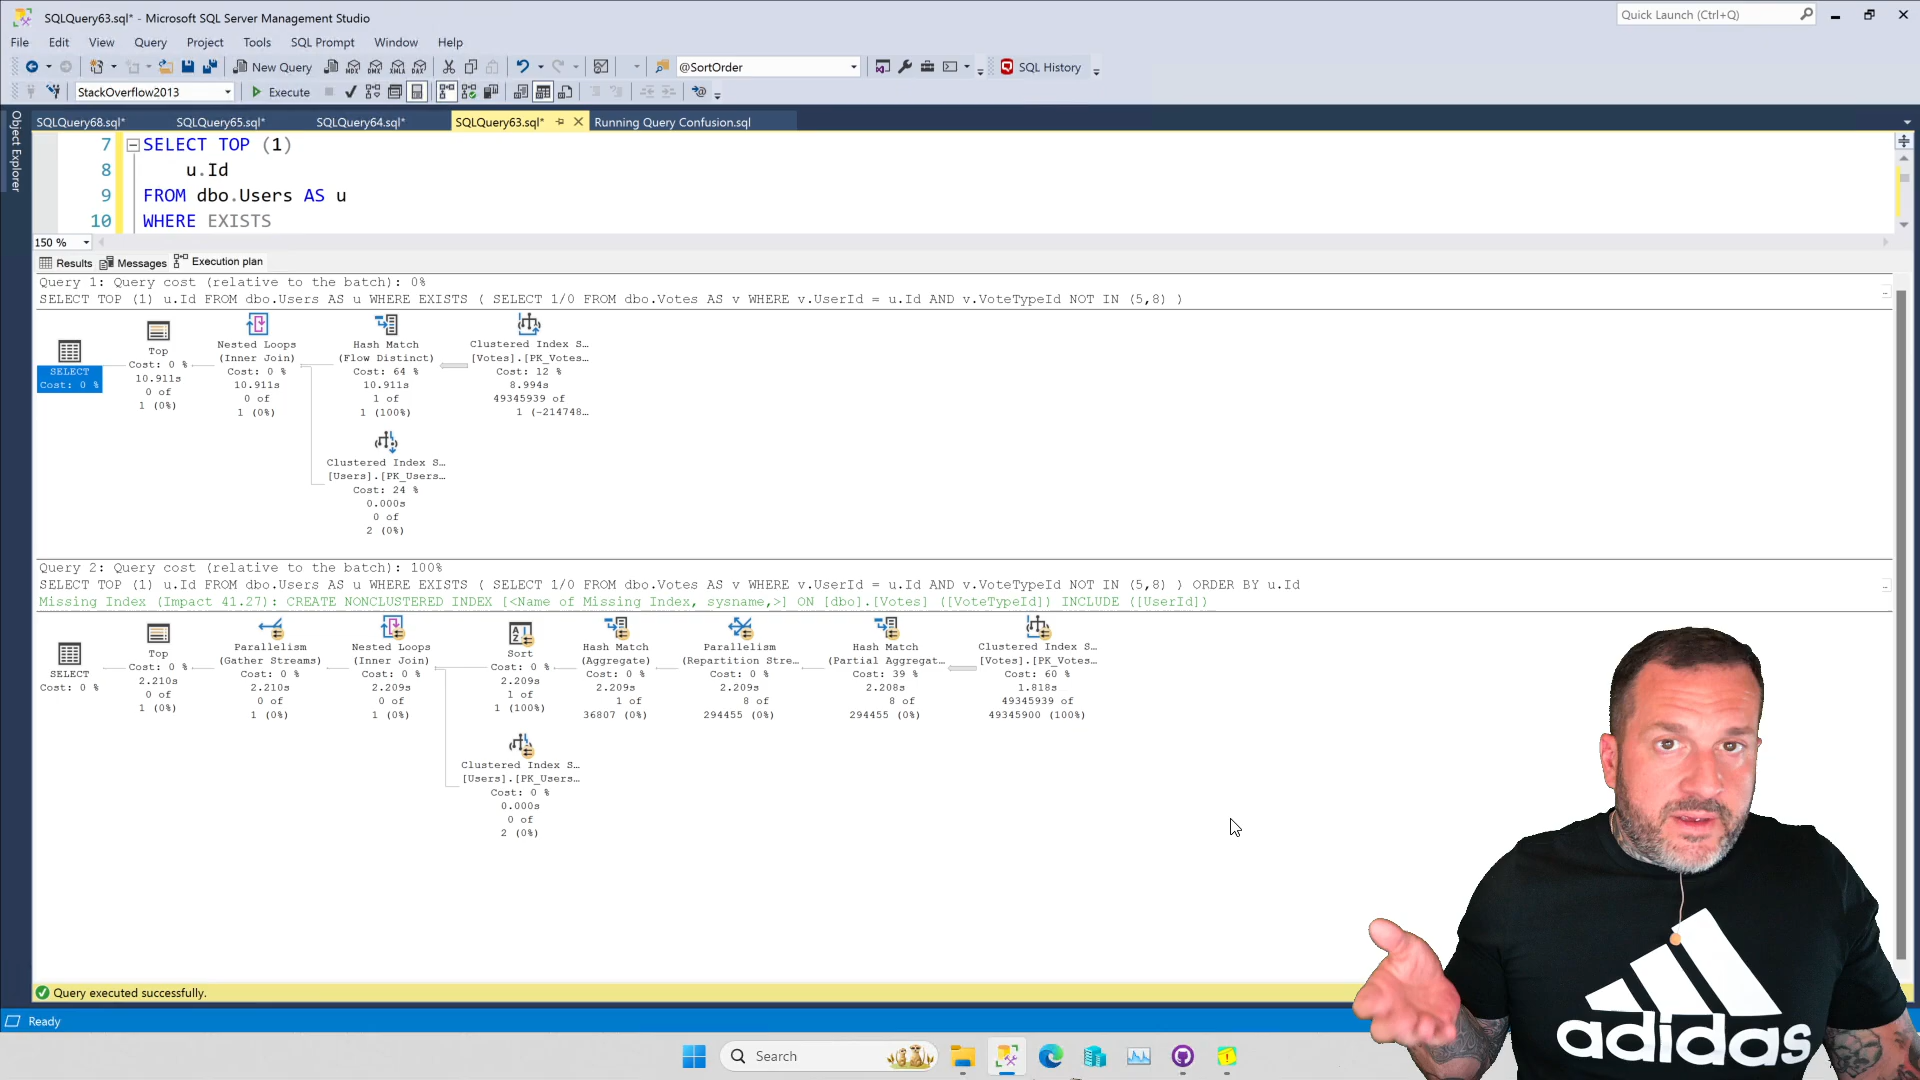 SQLQuery63.sql* - Microsoft SQL Server Management Studio
Quick Launch (Ctrl+Q)
File Edit View Query Project Tools SQL Prompt Window Help
New Query
@SortOrder
SQL History
StackOverflow2013
Execute
Object Explorer
SQLQuery68.sql* SQLQuery65.sql* SQLQuery64.sql* SQLQuery63.sql* Running Query Confusion.sql
7 SELECT TOP (1)
8 u.Id
9 FROM dbo.Users AS u
10 WHERE EXISTS
150 %
Results Messages Execution plan
Query 1: Query cost (relative to the batch): 0%
SELECT TOP (1) u.Id FROM dbo.Users AS u WHERE EXISTS ( SELECT 1/0 FROM dbo.Votes AS v WHERE v.UserId = u.Id AND v.VoteTypeId NOT IN (5,8) )
SELECT
Cost: 0 %
Top
Cost: 0 %
10.911s
0 of
1 (0%)
Nested Loops
(Inner Join)
Cost: 0 %
10.911s
0 of
1 (0%)
Hash Match
(Flow Distinct)
Cost: 64 %
10.911s
1 of
1 (100%)
Clustered Index S…
[Votes].[PK_Votes…
Cost: 12 %
8.994s
49345939 of
1 (-214748…
Clustered Index S…
[Users].[PK_Users…
Cost: 24 %
0.000s
0 of
2 (0%)
Query 2: Query cost (relative to the batch): 100%
SELECT TOP (1) u.Id FROM dbo.Users AS u WHERE EXISTS ( SELECT 1/0 FROM dbo.Votes AS v WHERE v.UserId = u.Id AND v.VoteTypeId NOT IN (5,8) ) ORDER BY u.Id
Missing Index (Impact 41.27): CREATE NONCLUSTERED INDEX [<Name of Missing Index, sysname,>] ON [dbo].[Votes] ([VoteTypeId]) INCLUDE ([UserId])
SELECT
Cost: 0 %
Top
Cost: 0 %
2.210s
0 of
1 (0%)
Parallelism
(Gather Streams)
Cost: 0 %
2.210s
0 of
1 (0%)
Nested Loops
(Inner Join)
Cost: 0 %
2.209s
0 of
1 (0%)
Sort
Cost: 0 %
2.209s
1 of
1 (100%)
Hash Match
(Aggregate)
Cost: 0 %
2.209s
1 of
36807 (0%)
Parallelism
(Repartition Stre…
Cost: 0 %
2.209s
8 of
294455 (0%)
Hash Match
(Partial Aggregat…
Cost: 39 %
2.208s
8 of
294455 (0%)
Clustered Index S…
[Votes].[PK_Votes…
Cost: 60 %
1.818s
49345939 of
49345900 (100%)
Clustered Index S…
[Users].[PK_Users…
Cost: 0 %
0.000s
0 of
2 (0%)
Query executed successfully.
Ready
Search
adidas